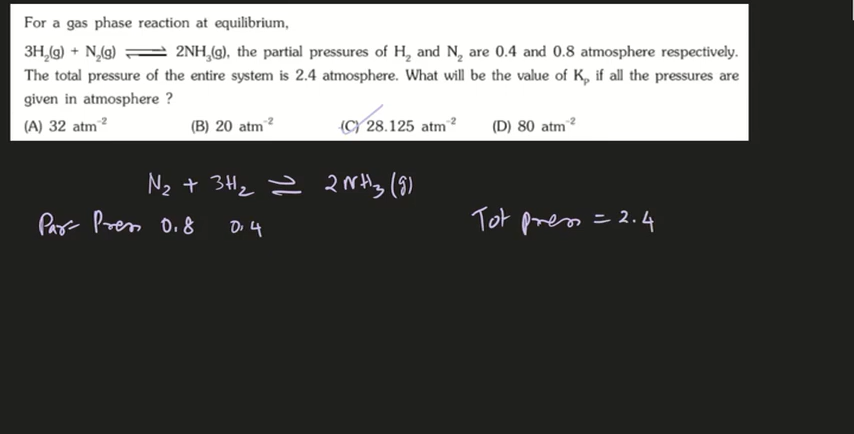 For a gas phase reaction at equilibrium,
3H₂(g) + N₂(g) ⇌ 2NH₃(g), the partial pressures of H₂ and N₂ are 0.4 and 0.8 atmosphere respectively.
The total pressure of the entire system is 2.4 atmosphere. What will be the value of Kₚ if all the pressures are
given in atmosphere ?
(A) 32 atm⁻² (B) 20 atm⁻² (C) 28.125 atm⁻² (D) 80 atm⁻²
N₂ + 3H₂ ⇌ 2NH₃(g)
Par Press 0.8 0.4 Tot press = 2.4